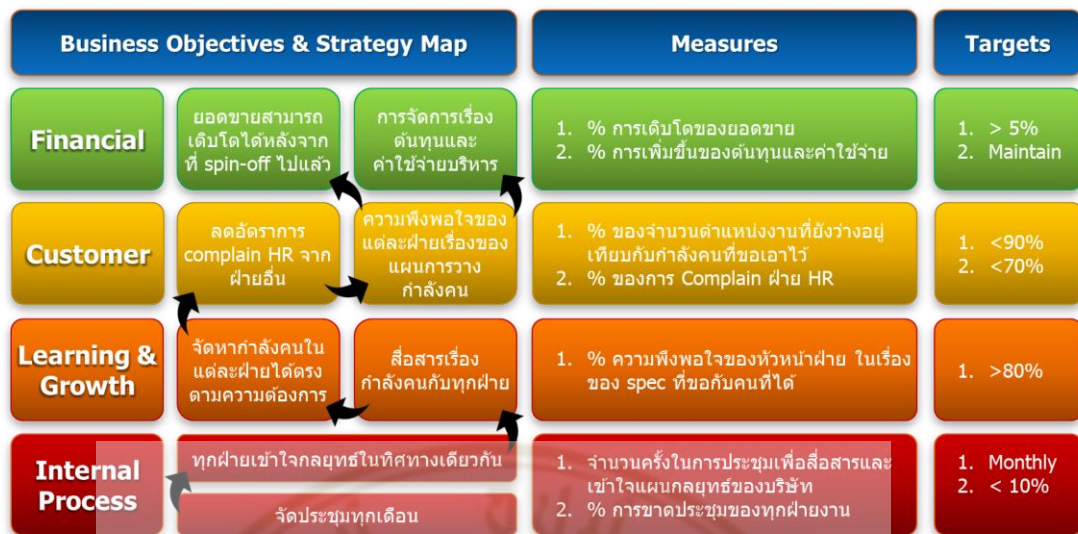 Business Objectives & Strategy Map
Measures
Targets
Financial
ยอดขายสามารถ
เติบโตได้หลังจาก
ที่ spin-off ไปแล้ว
การจัดการเรื่อง
ต้นทุนและ
ค่าใช้จ่ายบริหาร
1. % การเติบโตของยอดขาย
2. % การเพิ่มขึ้นของต้นทุนและค่าใช้จ่าย
1. > 5%
2. Maintain
Customer
ลดอัตราการ
complain HR จาก
ฝ่ายอื่น
ความพึงพอใจของ
แต่ละฝ่ายเรื่องของ
แผนการวาง
กำลังคน
1. % ของจำนวนตำแหน่งงานที่ยังว่างอยู่
เทียบกับกำลังคนที่ขอเอาไว้
2. % ของการ Complain ฝ่าย HR
1. <90%
2. <70%
Learning &
Growth
จัดหากำลังคนใน
แต่ละฝ่ายได้ตรง
ตามความต้องการ
สื่อสารเรื่อง
กำลังคนกับทุกฝ่าย
1. % ความพึงพอใจของหัวหน้าฝ่าย ในเรื่อง
ของ spec ที่ขอกับคนที่ได้
1. >80%
Internal
Process
ทุกฝ่ายเข้าใจกลยุทธ์ในทิศทางเดียวกัน
จัดประชุมทุกเดือน
1. จำนวนครั้งในการประชุมเพื่อสื่อสารและ
เข้าใจแผนกลยุทธ์ของบริษัท
2. % การขาดประชุมของทุกฝ่ายงาน
1. Monthly
2. < 10%